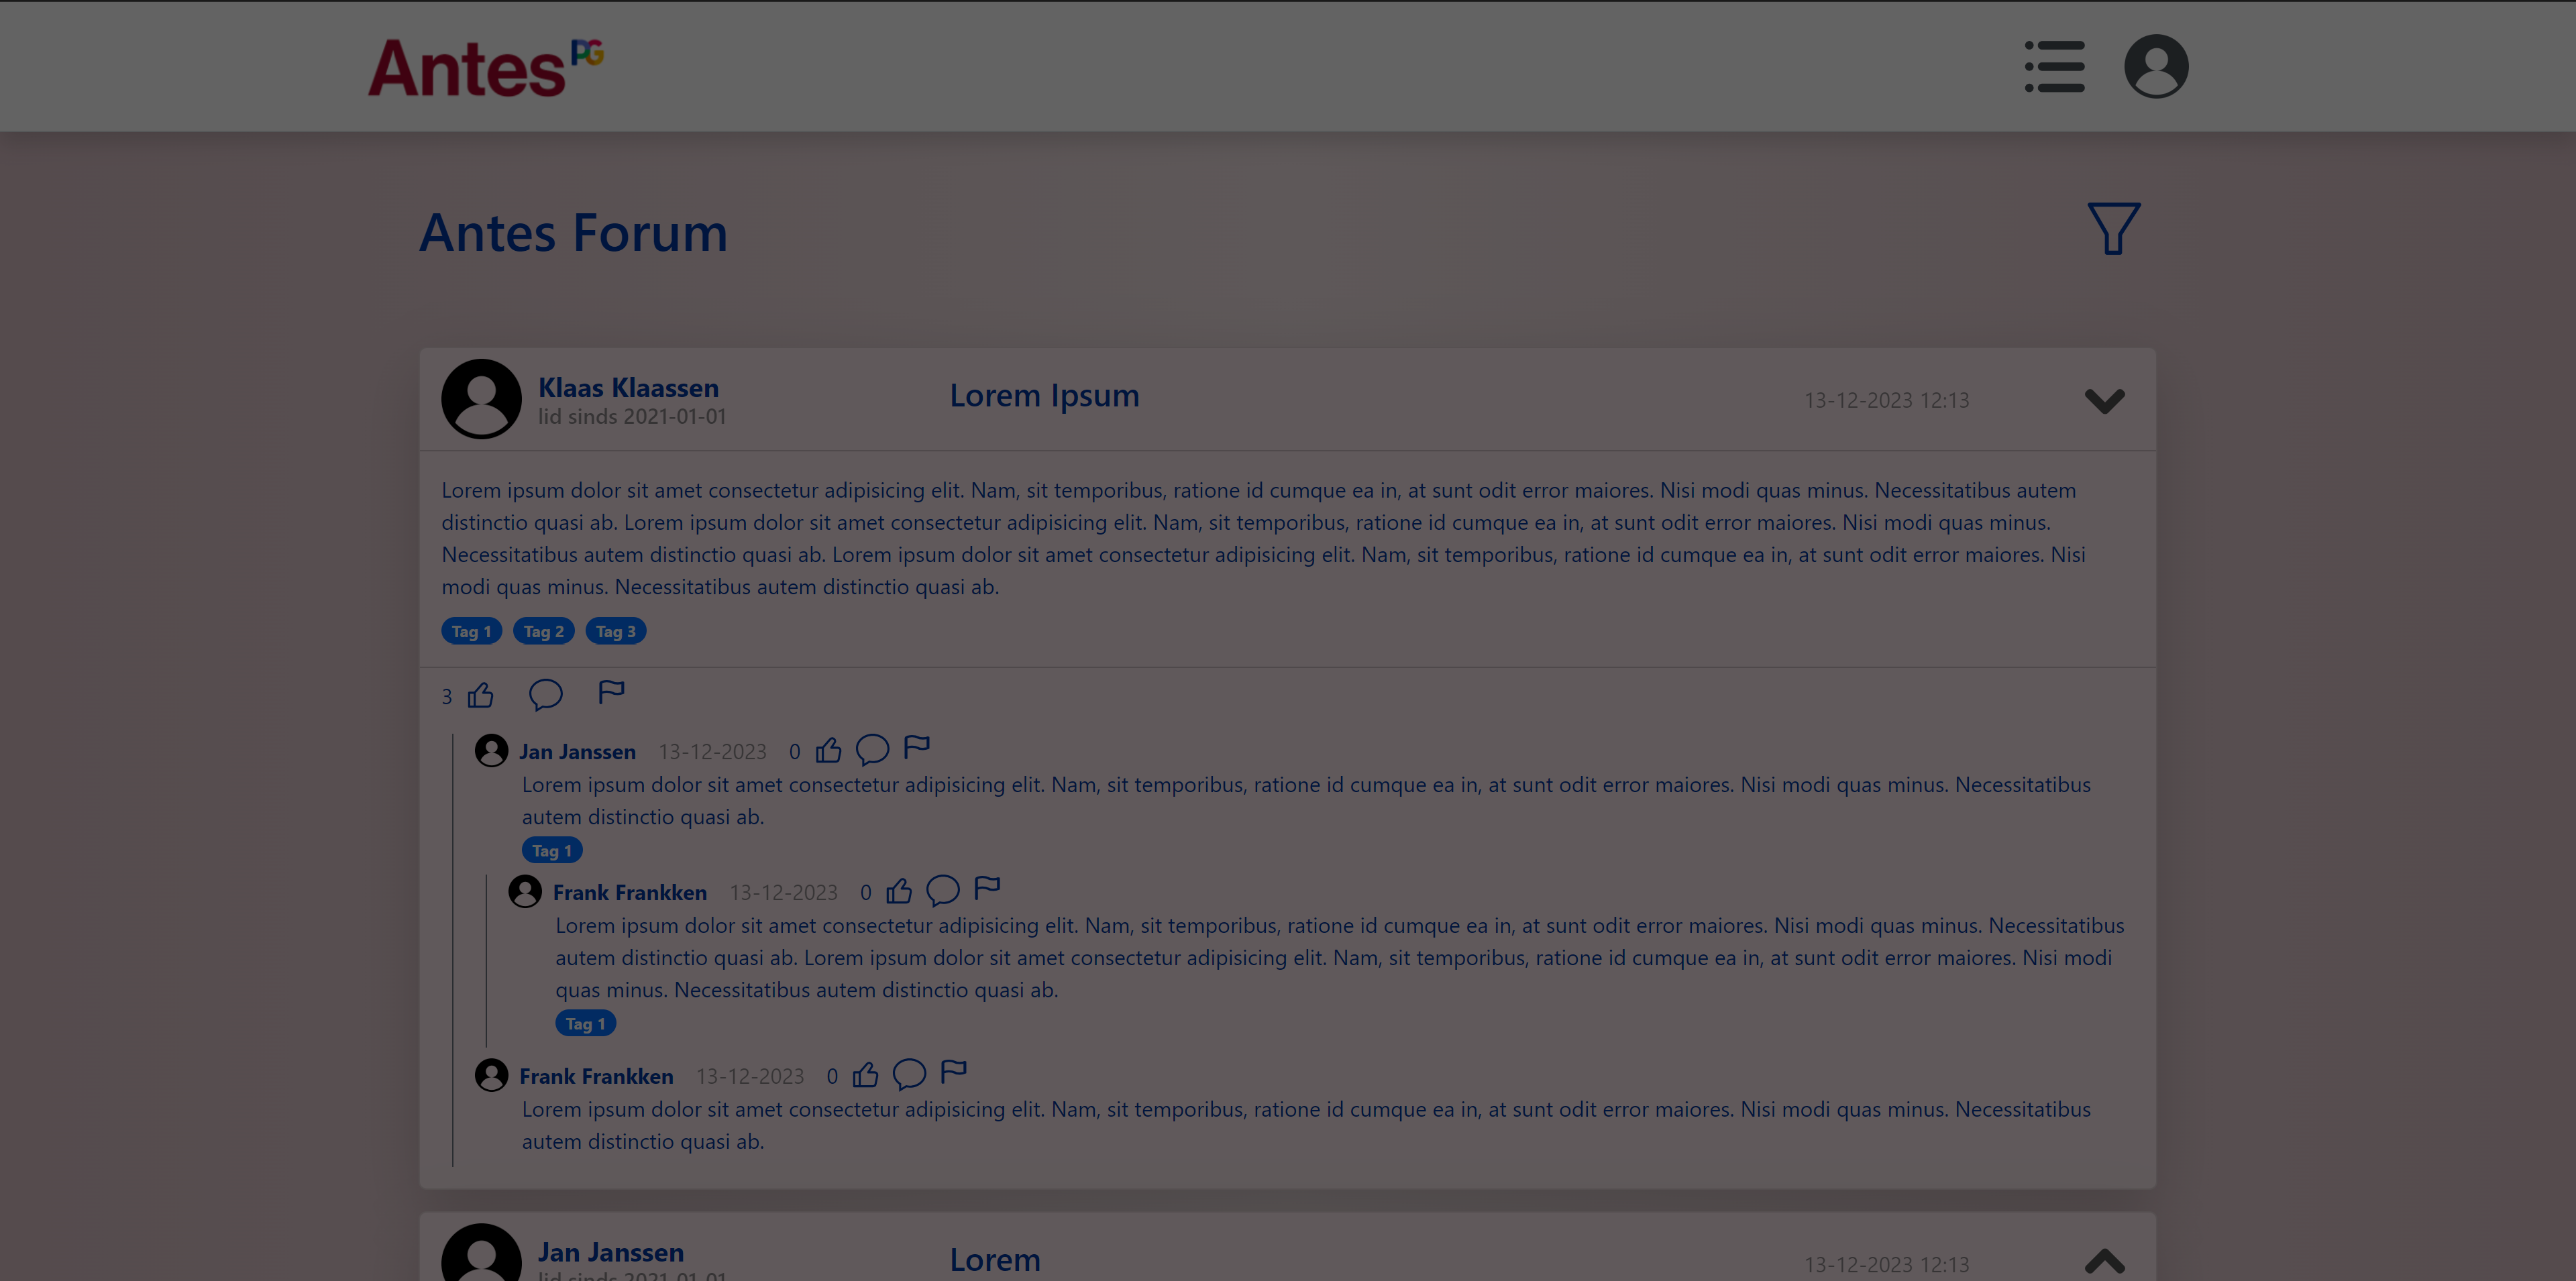 Antes PG
Antes Forum
Klaas Klaassen
lid sinds 2021-01-01
Lorem Ipsum
13-12-2023 12:13
Lorem ipsum dolor sit amet consectetur adipisicing elit. Nam, sit temporibus, ratione id cumque ea in, at sunt odit error maiores. Nisi modi quas minus. Necessitatibus autem
distinctio quasi ab. Lorem ipsum dolor sit amet consectetur adipisicing elit. Nam, sit temporibus, ratione id cumque ea in, at sunt odit error maiores. Nisi modi quas minus.
Necessitatibus autem distinctio quasi ab. Lorem ipsum dolor sit amet consectetur adipisicing elit. Nam, sit temporibus, ratione id cumque ea in, at sunt odit error maiores. Nisi
modi quas minus. Necessitatibus autem distinctio quasi ab.
Tag 1 Tag 2 Tag 3
3
Jan Janssen 13-12-2023 0
Lorem ipsum dolor sit amet consectetur adipisicing elit. Nam, sit temporibus, ratione id cumque ea in, at sunt odit error maiores. Nisi modi quas minus. Necessitatibus
autem distinctio quasi ab.
Tag 1
Frank Frankken 13-12-2023 0
Lorem ipsum dolor sit amet consectetur adipisicing elit. Nam, sit temporibus, ratione id cumque ea in, at sunt odit error maiores. Nisi modi quas minus. Necessitatibus
autem distinctio quasi ab. Lorem ipsum dolor sit amet consectetur adipisicing elit. Nam, sit temporibus, ratione id cumque ea in, at sunt odit error maiores. Nisi modi
quas minus. Necessitatibus autem distinctio quasi ab.
Tag 1
Frank Frankken 13-12-2023 0
Lorem ipsum dolor sit amet consectetur adipisicing elit. Nam, sit temporibus, ratione id cumque ea in, at sunt odit error maiores. Nisi modi quas minus. Necessitatibus
autem distinctio quasi ab.
Jan Janssen
lid sinds 2021-01-01
Lorem
13-12-2023 12:13